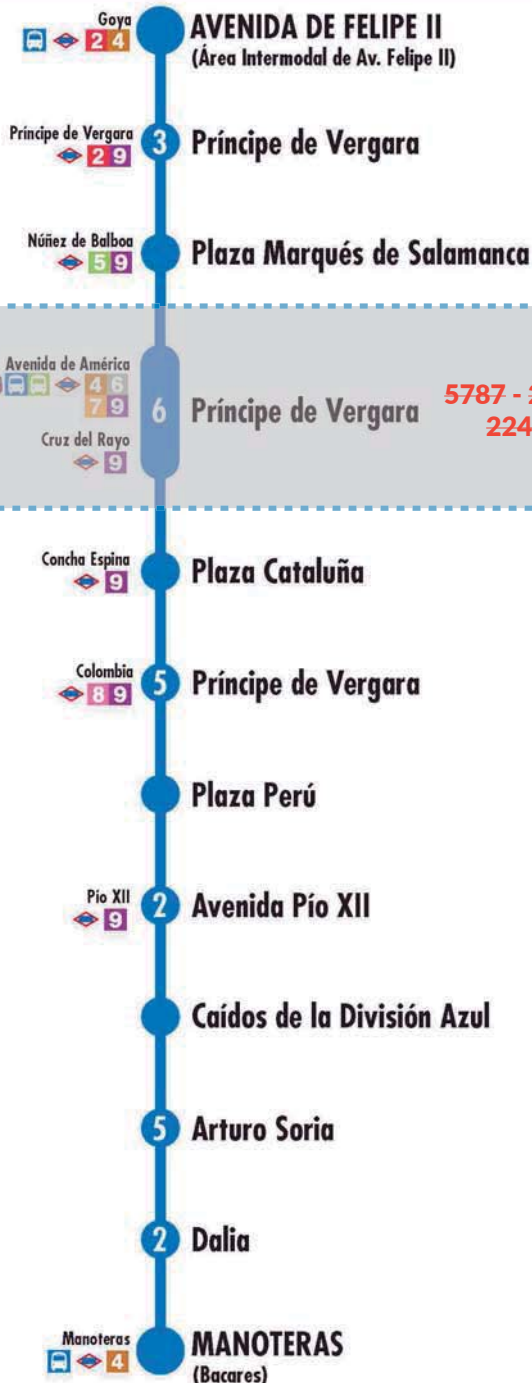 Goya
2 4
AVENIDA DE FELIPE II
(Área Intermodal de Av. Felipe II)
Príncipe de Vergara
2 9
3
Príncipe de Vergara
Núñez de Balboa
5 9
Plaza Marqués de Salamanca
Avenida de América
4 6
7 9
Cruz del Rayo
9
6
Príncipe de Vergara
5787 -
224
Concha Espina
9
Plaza Cataluña
Colombia
8 9
5
Príncipe de Vergara
Plaza Perú
Pío XII
9
2
Avenida Pío XII
Caídos de la División Azul
5
Arturo Soria
2
Dalia
Manoteras
4
MANOTERAS
(Bacares)